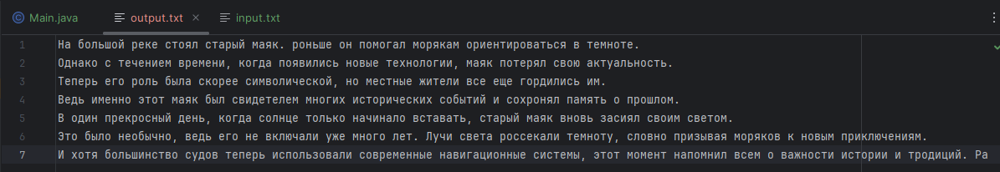 Main.java output.txt input.txt
1 На большой реке стоял старый маяк. роньше он помогал морякам ориентироваться в темноте.
2 Однако с течением времени, когда появились новые технологии, маяк потерял свою актуальность.
3 Теперь его роль была скорее символической, но местные жители все еще гордились им.
4 Ведь именно этот маяк был свидетелем многих исторических событий и сохронял память о прошлом.
5 В один прекросный день, когда солнце только начинало вставать, старый маяк вновь засиял своим светом.
6 Это было необычно, ведь его не включали уже много лет. Лучи света россекали темноту, словно призывая моряков к новым приключениям.
7 И хотя большинство судов теперь использовали современные навигационные системы, этот момент напомнил всем о важности истории и тродиций. Ра